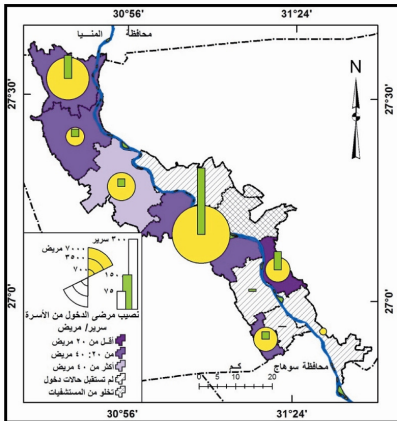 30°56' 31°24'
محافظة المنيا
27°30' 27°30'
N
٣٠٠ سرير
١٥٠
٧٥
٧٠٠٠ مريض
٣٥٠٠
٧٠٠
27°0' 27°0'
نصيب مرضى الدخول من الأسرة
سرير/ مريض
أقل من ٢٠ مريض
من ٢٠: ٤٠ مريض
أكثر من ٤٠ مريض
لم تستقبل حالات دخول
تخلو من المستشفيات
محافظة سوهاج
كم
0 5 10 20
30°56' 31°24'